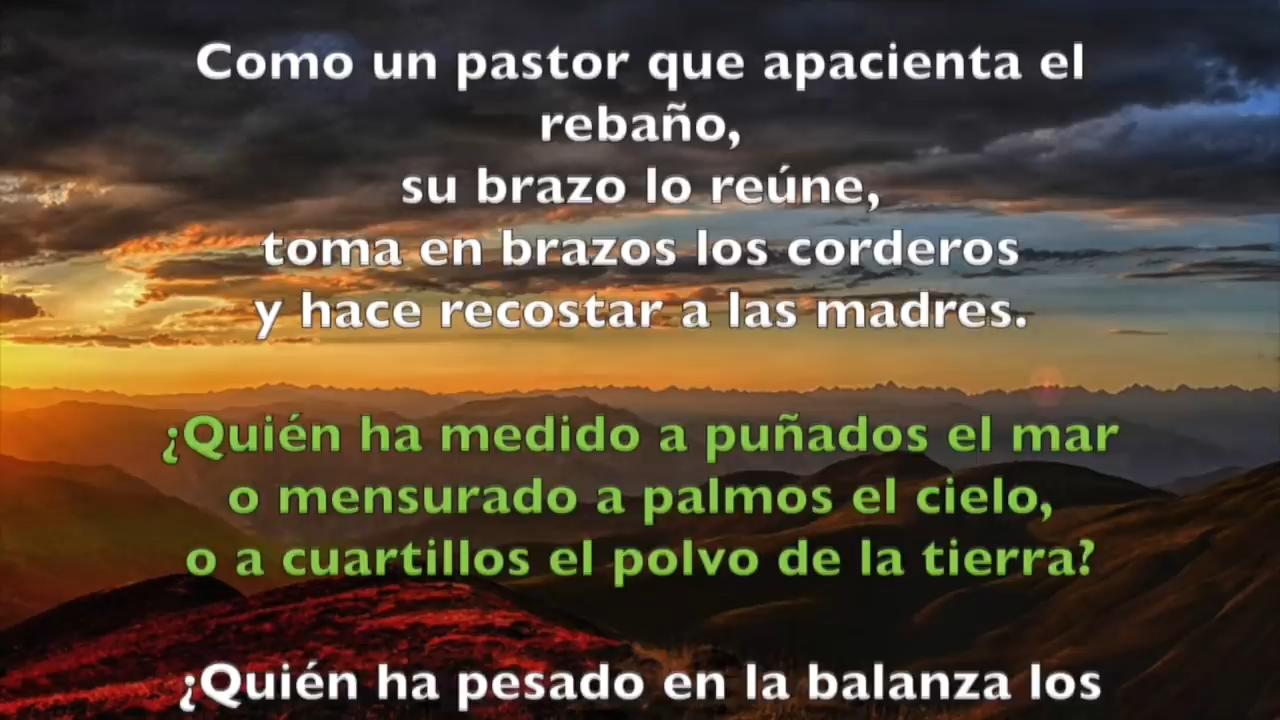 Como un pastor que apacienta el
rebaño,
su brazo lo reúne,
toma en brazos los corderos
y hace recostar a las madres.
¿Quién ha medido a puñados el mar
o mensurado a palmos el cielo,
o a cuartillos el polvo de la tierra?
¿Quién ha pesado en la balanza los